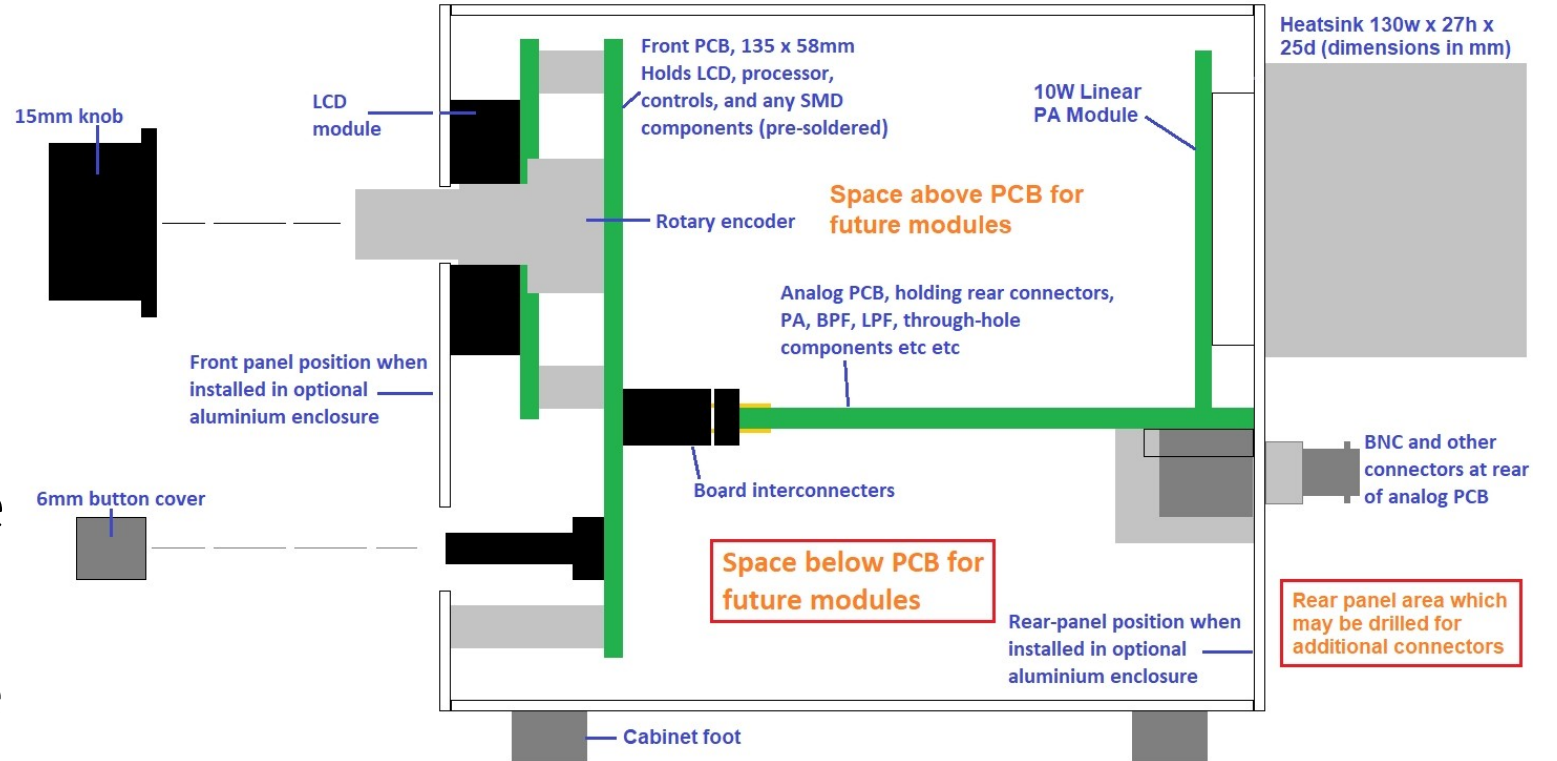 Heatsink 130w x 27h x
25d (dimensions in mm)
Front PCB, 135 x 58mm
Holds LCD, processor,
controls, and any SMD
components (pre-soldered)
10W Linear
PA Module
LCD
module
15mm knob
Space above PCB for
future modules
Rotary encoder
Analog PCB, holding rear connectors,
PA, BPF, LPF, through-hole
components etc etc
Front panel position when
installed in optional
aluminium enclosure
BNC and other
connectors at rear
of analog PCB
Board interconnecters
6mm button cover
Space below PCB for
future modules
Rear panel area which
may be drilled for
additional connectors
Rear-panel position when
installed in optional
aluminium enclosure
Cabinet foot